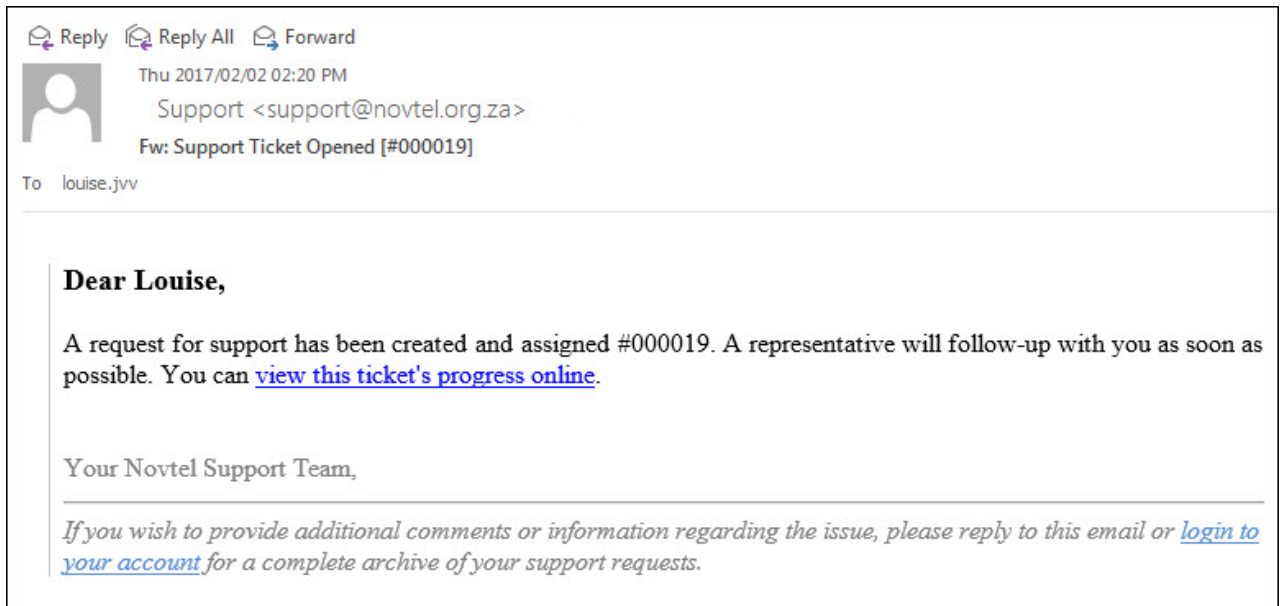 Reply Reply All Forward
Thu 2017/02/02 02:20 PM
Support <support@novtel.org.za>
Fw: Support Ticket Opened [#000019]
To louise.jvv
Dear Louise,
A request for support has been created and assigned #000019. A representative will follow-up with you as soon as
possible. You can view this ticket's progress online.
Your Novtel Support Team,
If you wish to provide additional comments or information regarding the issue, please reply to this email or login to
your account for a complete archive of your support requests.